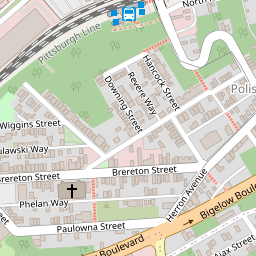 North
Pittsburgh Line
Hancock Street
Revere Way
Downing Street
Polis
Wiggins Street
ulawski Way
Brereton Street
Brereton Street
Phelan Way
Herron Avenue
Paulowna Street
Bigelow Boulevard
Boulevard
Ajax Street